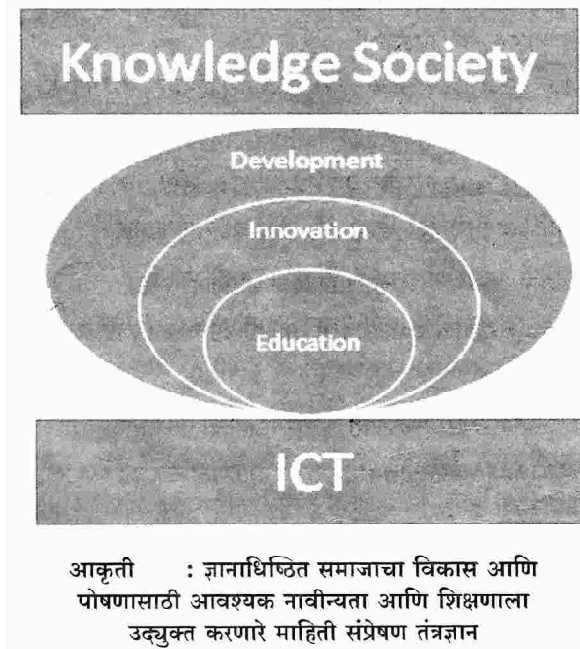 Knowledge Society
Development
Innovation
Education
ICT
आकृती : ज्ञानाधिष्ठित समाजाचा विकास आणि
पोषणासाठी आवश्यक नावीन्यता आणि शिक्षणाला
उद्युक्त करणारे माहिती संप्रेषण तंत्रज्ञान